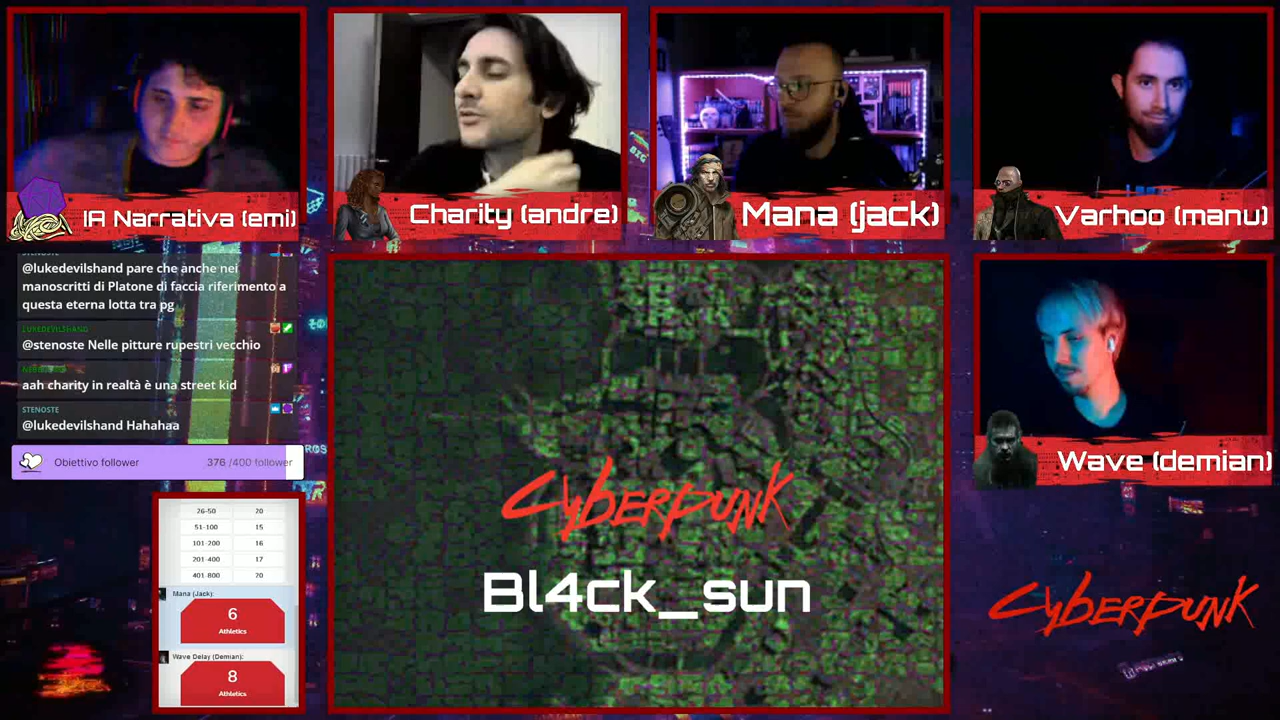 IA Narrativa (emi)
Charity (andre)
Mana (jack)
Varhoo (manu)
STENOSTE
@lukedevilshand pare che anche nei
manoscritti di Platone di faccia riferimento a
questa eterna lotta tra pg
LUKEDEVILSHAND
@stenoste Nelle pitture rupestri vecchio
aah charity in realtà è una street kid
STENOSTE
@lukedevilshand Hahahaa
Obiettivo follower 376 /400 follower
Wave (demian)
26-50 20
51-100 15
101-200 16
201-400 17
401-800 20
Mana (Jack):
6
Athletics
Wave Delay (Demian):
8
Athletics
Cyberpunk
Bl4ck_sun
Cyberpunk